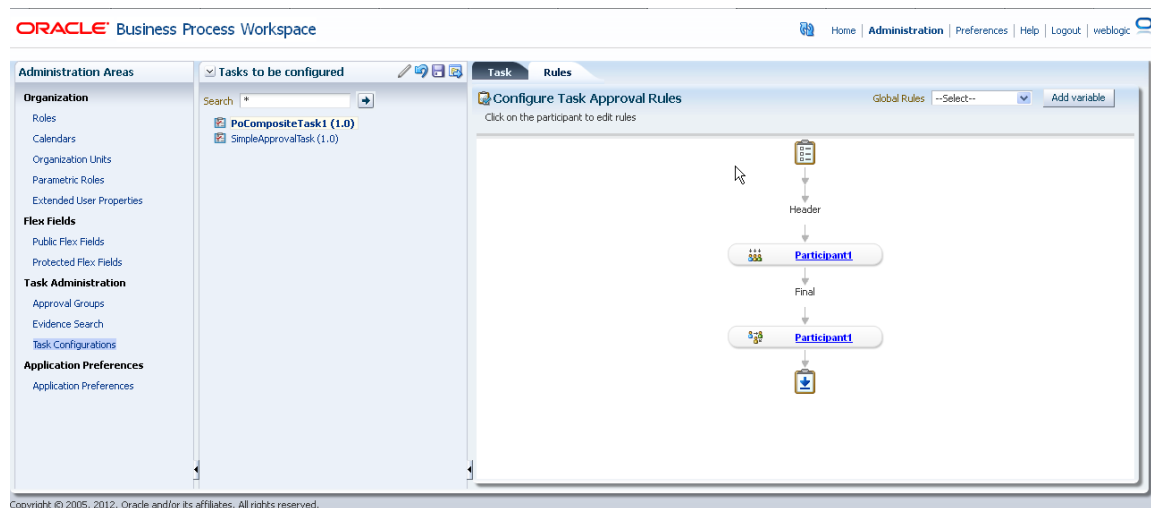 ORACLE Business Process Workspace
Home Administration Preferences Help Logout weblogic
Administration Areas
Organization
Roles
Calendars
Organization Units
Parametric Roles
Extended User Properties
Flex Fields
Public Flex Fields
Protected Flex Fields
Task Administration
Approval Groups
Evidence Search
Task Configurations
Application Preferences
Application Preferences
Tasks to be configured
Search *
PoCompositeTask1 (1.0)
SimpleApprovalTask (1.0)
Task Rules
Configure Task Approval Rules
Global Rules --Select-- Add variable
Click on the participant to edit rules
Header
Participant1
Final
Participant1
Copyright © 2005, 2012, Oracle and/or its affiliates. All rights reserved.